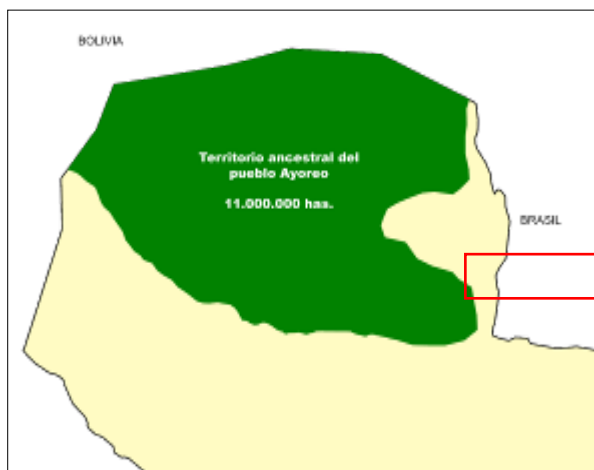 BOLIVIA
Territorio ancestral del
pueblo Ayoreo
11.000.000 has.
BRASIL